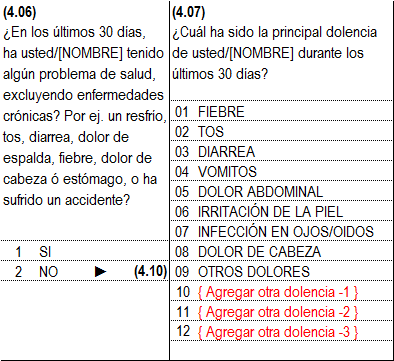 (4.06)
¿En los últimos 30 días,
ha usted/[NOMBRE] tenido
algún problema de salud,
excluyendo enfermedades
crónicas? Por ej. un resfrio,
tos, diarrea, dolor de
espalda, fiebre, dolor de
cabeza ó estómago, o ha
sufrido un accidente?
1 SI
2 NO ► (4.10)
(4.07)
¿Cuál ha sido la principal dolencia
de usted/[NOMBRE] durante los
últimos 30 días?
01 FIEBRE
02 TOS
03 DIARREA
04 VOMITOS
05 DOLOR ABDOMINAL
06 IRRITACIÓN DE LA PIEL
07 INFECCIÓN EN OJOS/OIDOS
08 DOLOR DE CABEZA
09 OTROS DOLORES
10 { Agregar otra dolencia -1 }
11 { Agregar otra dolencia -2 }
12 { Agregar otra dolencia -3 }